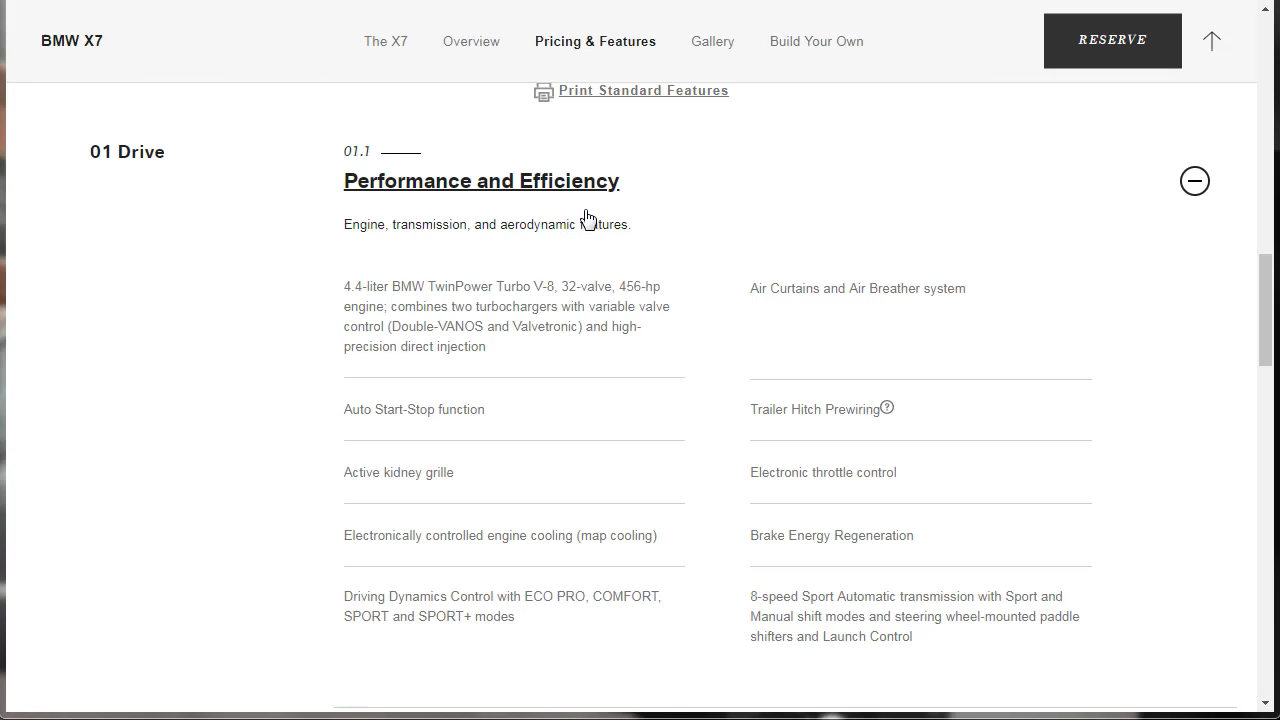 BMW X7
The X7
Overview
Pricing & Features
Gallery
Build Your Own
RESERVE
Print Standard Features
01 Drive
01.1
Performance and Efficiency
Engine, transmission, and aerodynamic
4.4-liter BMW TwinPower Turbo V-8, 32-valve, 456-hp
engine; combines two turbochargers with variable valve
control (Double-VANOS and Valvetronic) and high-
precision direct injection
Air Curtains and Air Breather system
Auto Start-Stop function
Trailer Hitch Prewiring
Active kidney grille
Electronic throttle control
Electronically controlled engine cooling (map cooling)
Brake Energy Regeneration
Driving Dynamics Control with ECO PRO, COMFORT,
SPORT and SPORT+ modes
8-speed Sport Automatic transmission with Sport and
Manual shift modes and steering wheel-mounted paddle
shifters and Launch Control